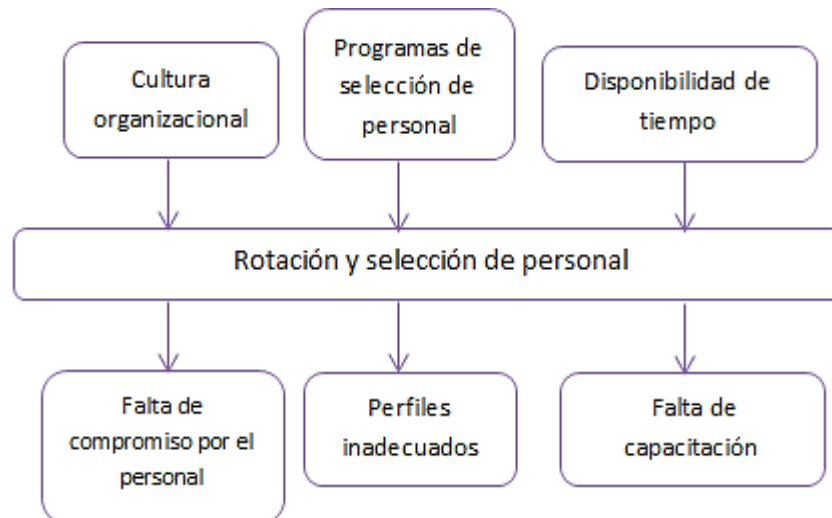 Cultura
organizacional
Programas de
selección de
personal
Disponibilidad de
tiempo
Rotación y selección de personal
Falta de
compromiso por el
personal
Perfiles
inadecuados
Falta de
capacitación